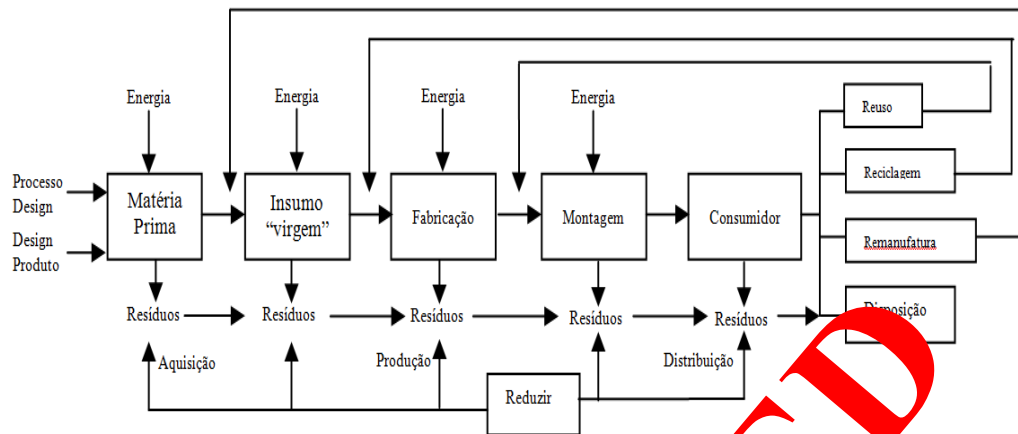 Energia
Energia
Energia
Energia
Reuso
Reciclagem
Remanufatura
Disposição
Processo
Design
Design
Produto
Matéria
Prima
Insumo
“virgem”
Fabricação
Montagem
Consumidor
Resíduos
Resíduos
Resíduos
Resíduos
Resíduos
Aquisição
Produção
Distribuição
Reduzir